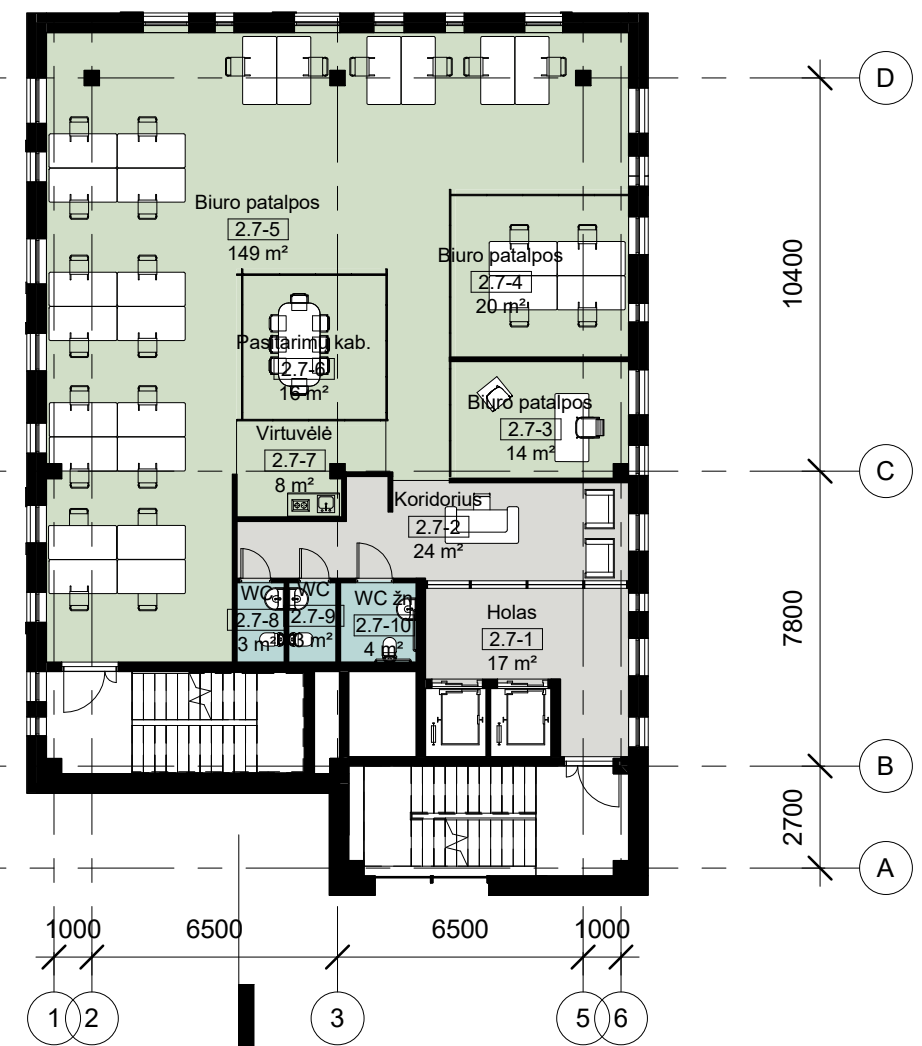 D
Biuro patalpos
2.7-5
149 m²
Biuro patalpos
2.7-4
20 m²
10400
Pasitarimų kab.
2.7-6
16 m²
Biuro patalpos
2.7-3
14 m²
Virtuvėlė
2.7-7
8 m²
C
Koridorius
2.7-2
24 m²
WC
2.7-8
3 m²
WC
2.7-9
3 m²
WC žn
2.7-10
4 m²
Holas
2.7-1
17 m²
7800
B
2700
A
1000
6500
6500
1000
1
2
3
5
6